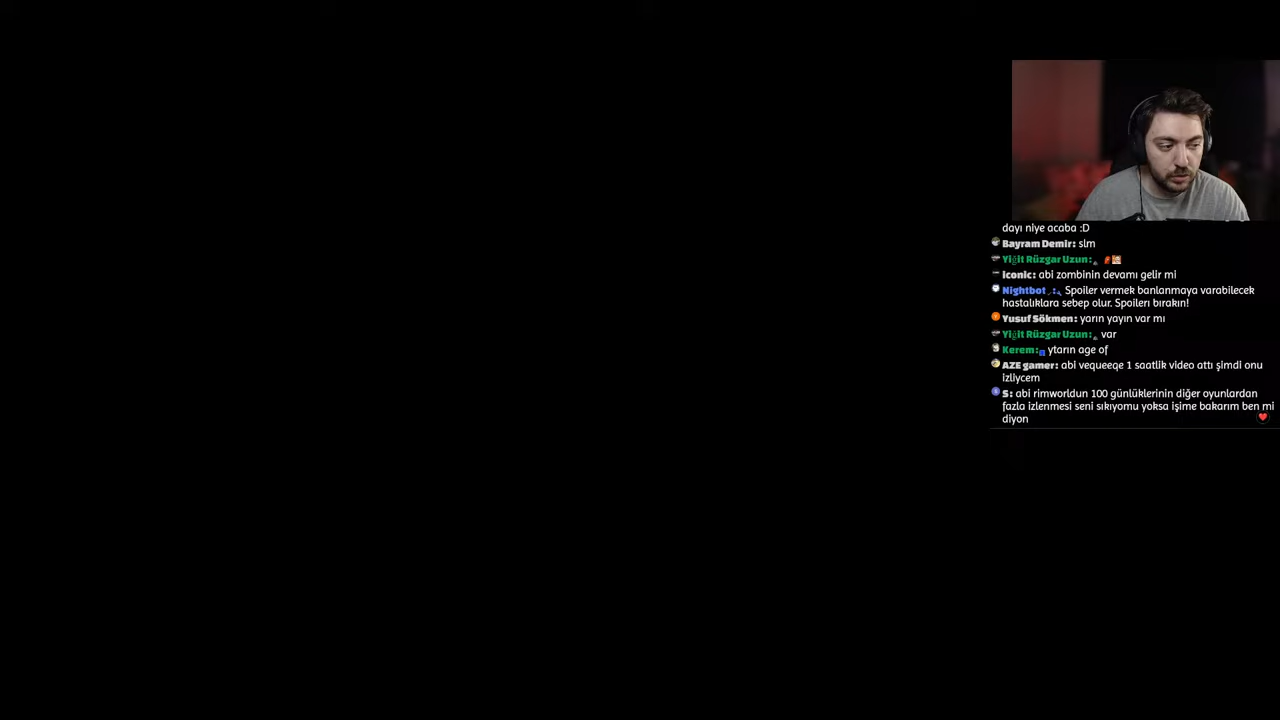 dayı niye acaba :D
Bayram Demir: slm
Yiğit Rüzgar Uzun:
iconic: abi zombinin devamı gelir mi
Nightbot: Spoiler vermek banlanmaya varabilecek
hastalıklara sebep olur. Spoilerı bırakın!
Yusuf Sökmen: yarın yayın var mı
Yiğit Rüzgar Uzun: var
Kerem: ytarın age of
AZE gamer: abi vequeeqe 1 saatlik video attı şimdi onu
izliycem
S: abi rimworldun 100 günlüklerinin diğer oyunlardan
fazla izlenmesi seni sıkıyomu yoksa işime bakarım ben mi
diyon